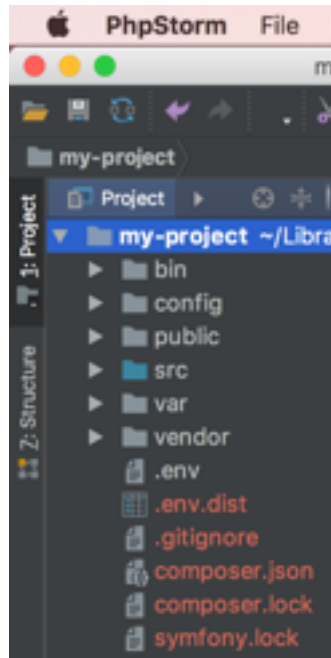 PhpStorm File
m
my-project
Project
my-project ~/Libra
bin
config
public
src
var
vendor
.env
.env.dist
.gitignore
composer.json
composer.lock
symfony.lock
1: Project
7: Structure